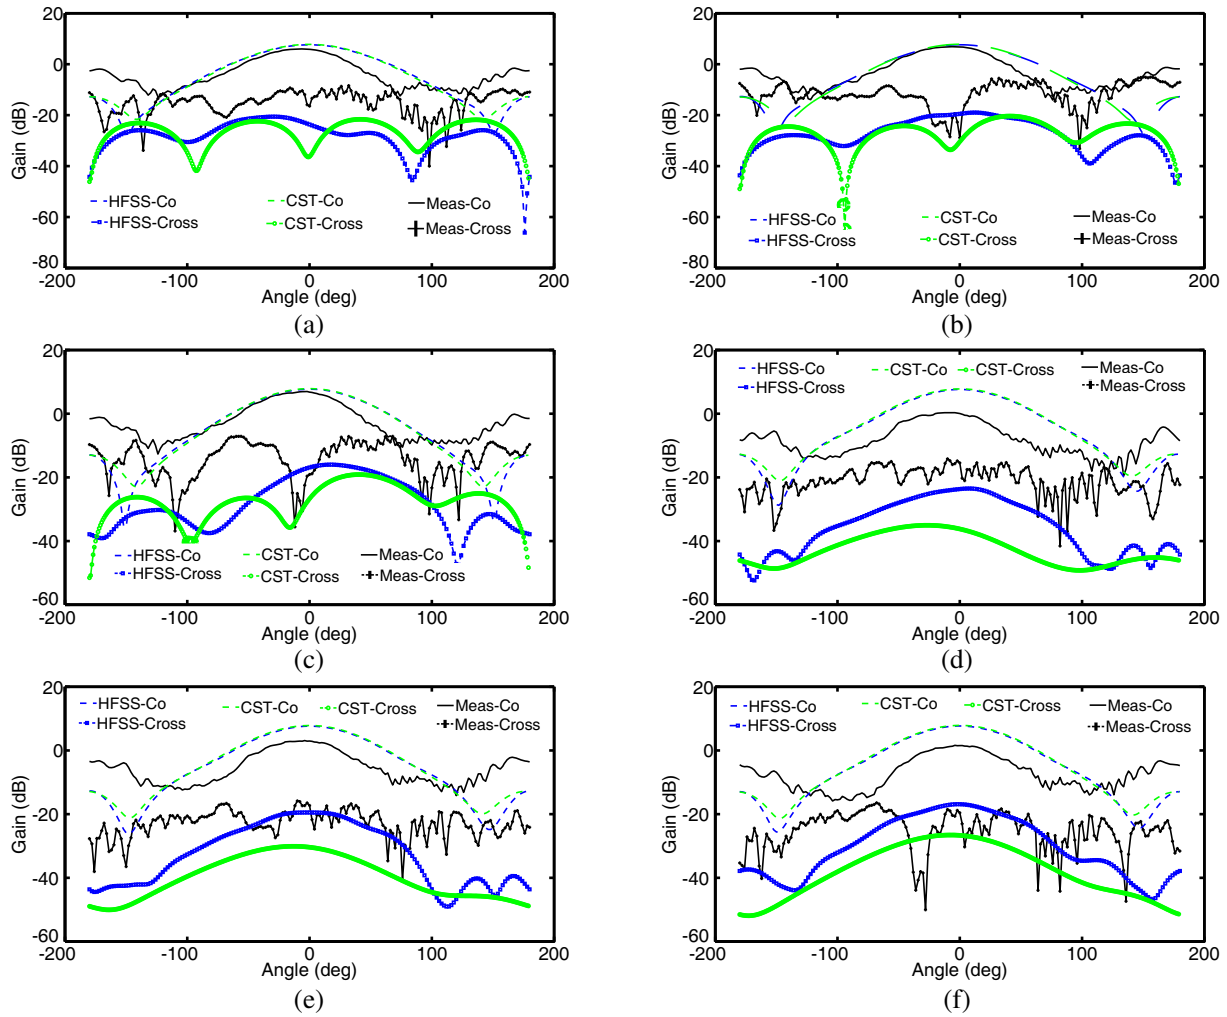 20
0
-20
-40
-60
-80
-200
-100
0
100
200
Gain (dB)
Angle (deg)
HFSS-Co
HFSS-Cross
CST-Co
CST-Cross
Meas-Co
Meas-Cross
(a)
20
0
-20
-40
-60
-80
-200
-100
0
100
200
Gain (dB)
Angle (deg)
HFSS-Co
HFSS-Cross
CST-Co
CST-Cross
Meas-Co
Meas-Cross
(b)
20
0
-20
-40
-60
-200
-100
0
100
200
Gain (dB)
Angle (deg)
HFSS-Co
HFSS-Cross
CST-Co
CST-Cross
Meas-Co
Meas-Cross
(c)
20
0
-20
-40
-60
-200
-100
0
100
200
Gain (dB)
Angle (deg)
HFSS-Co
HFSS-Cross
CST-Co
CST-Cross
Meas-Co
Meas-Cross
(d)
20
0
-20
-40
-60
-200
-100
0
100
200
Gain (dB)
Angle (deg)
HFSS-Co
HFSS-Cross
CST-Co
CST-Cross
Meas-Co
Meas-Cross
(e)
20
0
-20
-40
-60
-200
-100
0
100
200
Gain (dB)
Angle (deg)
HFSS-Co
HFSS-Cross
CST-Co
CST-Cross
Meas-Co
Meas-Cross
(f)